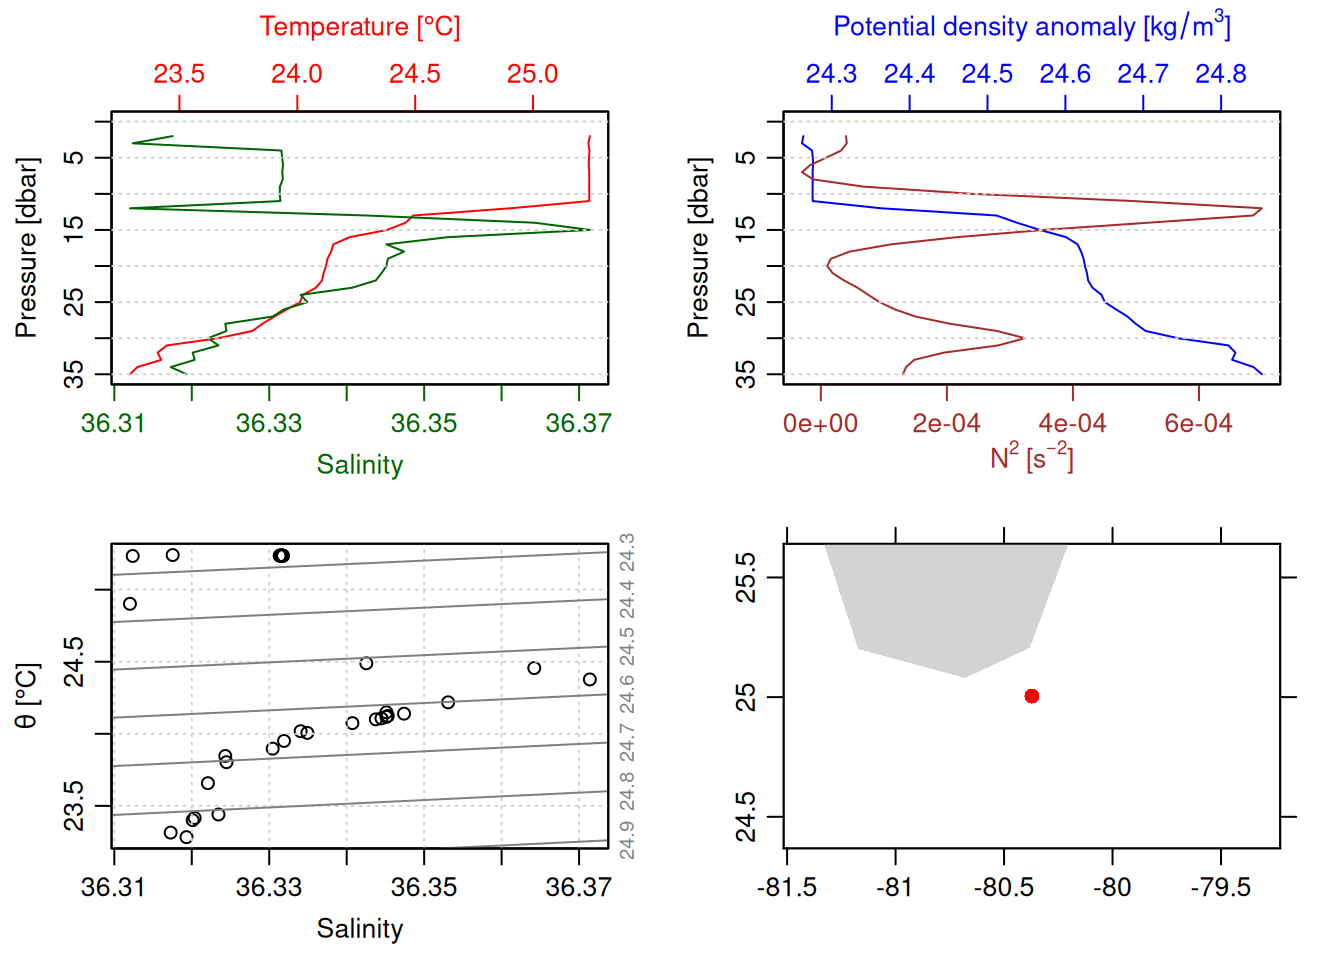 Temperature [°C]
23.5 24.0 24.5 25.0
Pressure [dbar]
5
15
25
35
36.31 36.33 36.35 36.37
Salinity
Potential density anomaly [kg/m³]
24.3 24.4 24.5 24.6 24.7 24.8
Pressure [dbar]
5
15
25
35
0e+00 2e-04 4e-04 6e-04
N² [s⁻²]
θ [°C]
24.5
23.5
24.3
24.4
24.5
24.6
24.7
24.8
24.9
36.31 36.33 36.35 36.37
Salinity
25.5
25
24.5
-81.5 -81 -80.5 -80 -79.5